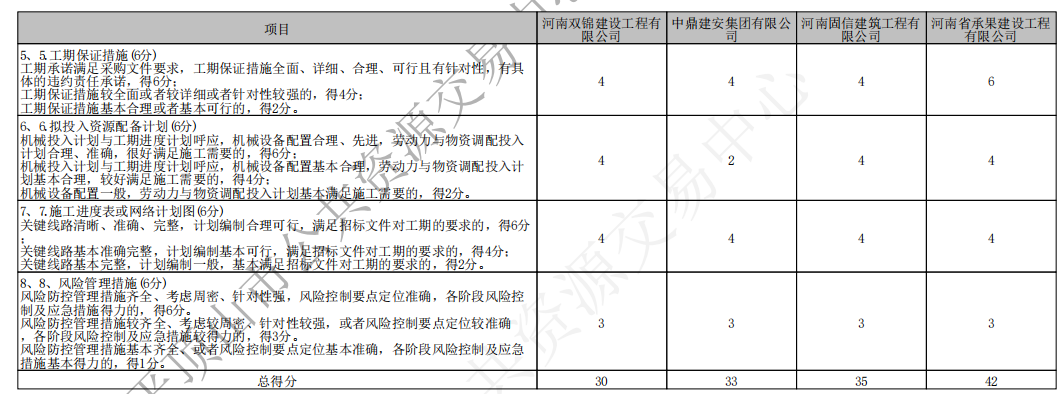 项目
河南双锦建设工程有
限公司
中鼎建安集团有限公
司
河南固信建筑工程有
限公司
河南省承果建设工程
有限公司
5、5.工期保证措施(6分)
工期承诺满足采购文件要求，工期保证措施全面、详细、合理、可行且有针对性，有具
体的违约责任承诺，得6分；
工期保证措施较全面或者较详细或者针对性较强的，得4分；
工期保证措施基本合理或者基本可行的，得2分。
4 4 4 6
6、6.拟投入资源配备计划(6分)
机械投入计划与工期进度计划呼应，机械设备配置合理、先进，劳动力与物资调配投入
计划合理、准确，很好满足施工需要的，得6分；
机械投入计划与工期进度计划呼应，机械设备配置基本合理，劳动力与物资调配投入计
划基本合理，较好满足施工需要的，得4分；
机械设备配置一般，劳动力与物资调配投入计划基本满足施工需要的，得2分。
4 2 4 4
7、7.施工进度表或网络计划图(6分)
关键线路清晰、准确、完整，计划编制合理可行，满足招标文件对工期的要求的，得6分
；
关键线路基本准确完整，计划编制基本可行，满足招标文件对工期的要求的，得4分；
关键线路基本完整，计划编制一般，基本满足招标文件对工期的要求的，得2分。
4 4 4 4
8、8、风险管理措施(6分)
风险防控管理措施齐全、考虑周密、针对性强，风险控制要点定位准确，各阶段风险控
制及应急措施得力的，得6分。
风险防控管理措施较齐全、考虑较周密、针对性较强，或者风险控制要点定位较准确
，各阶段风险控制及应急措施较得力的，得3分。
风险防控管理措施基本齐全、或者风险控制要点定位基本准确，各阶段风险控制及应急
措施基本得力的，得1分。
3 3 3 3
总得分 30 33 35 42
平顶山市公共资源交易中心
共资源交易中心